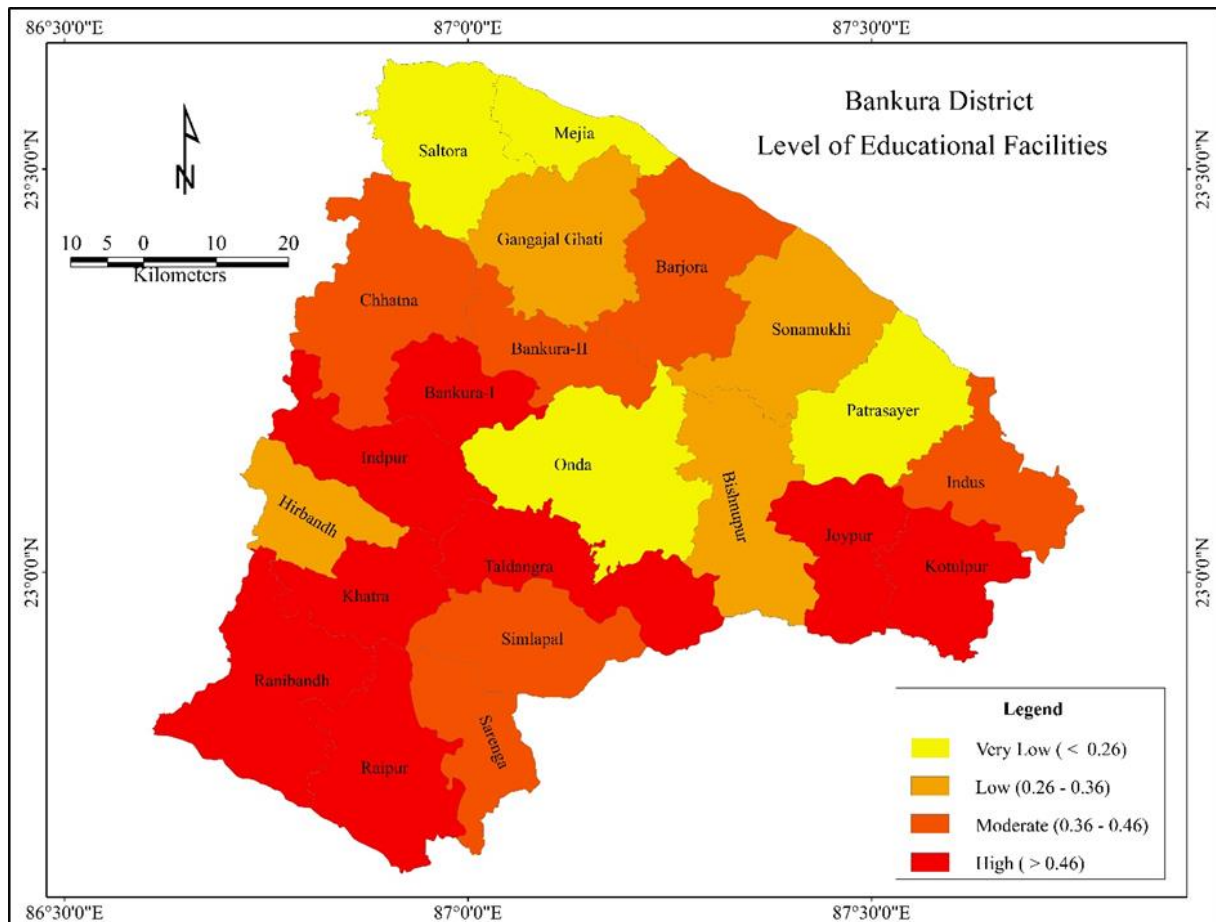 86°30'0"E
87°0'0"E
87°30'0"E
Bankura District
Level of Educational Facilities
23°30'0"N
23°30'0"N
N
10 5 0 10 20
Kilometers
Saltora
Mejia
Gangajal Ghati
Barjora
Chhatna
Sonamukhi
Bankura-II
Bankura-I
Patrasayer
Indpur
Onda
Bishnupur
Indus
Hirbandh
Joypur
Kotulpur
Taldangra
Khatra
Simlapal
Ranibandh
Sarenga
Raipur
23°0'0"N
23°0'0"N
Legend
Very Low ( < 0.26)
Low (0.26 - 0.36)
Moderate (0.36 - 0.46)
High ( > 0.46)
86°30'0"E
87°0'0"E
87°30'0"E